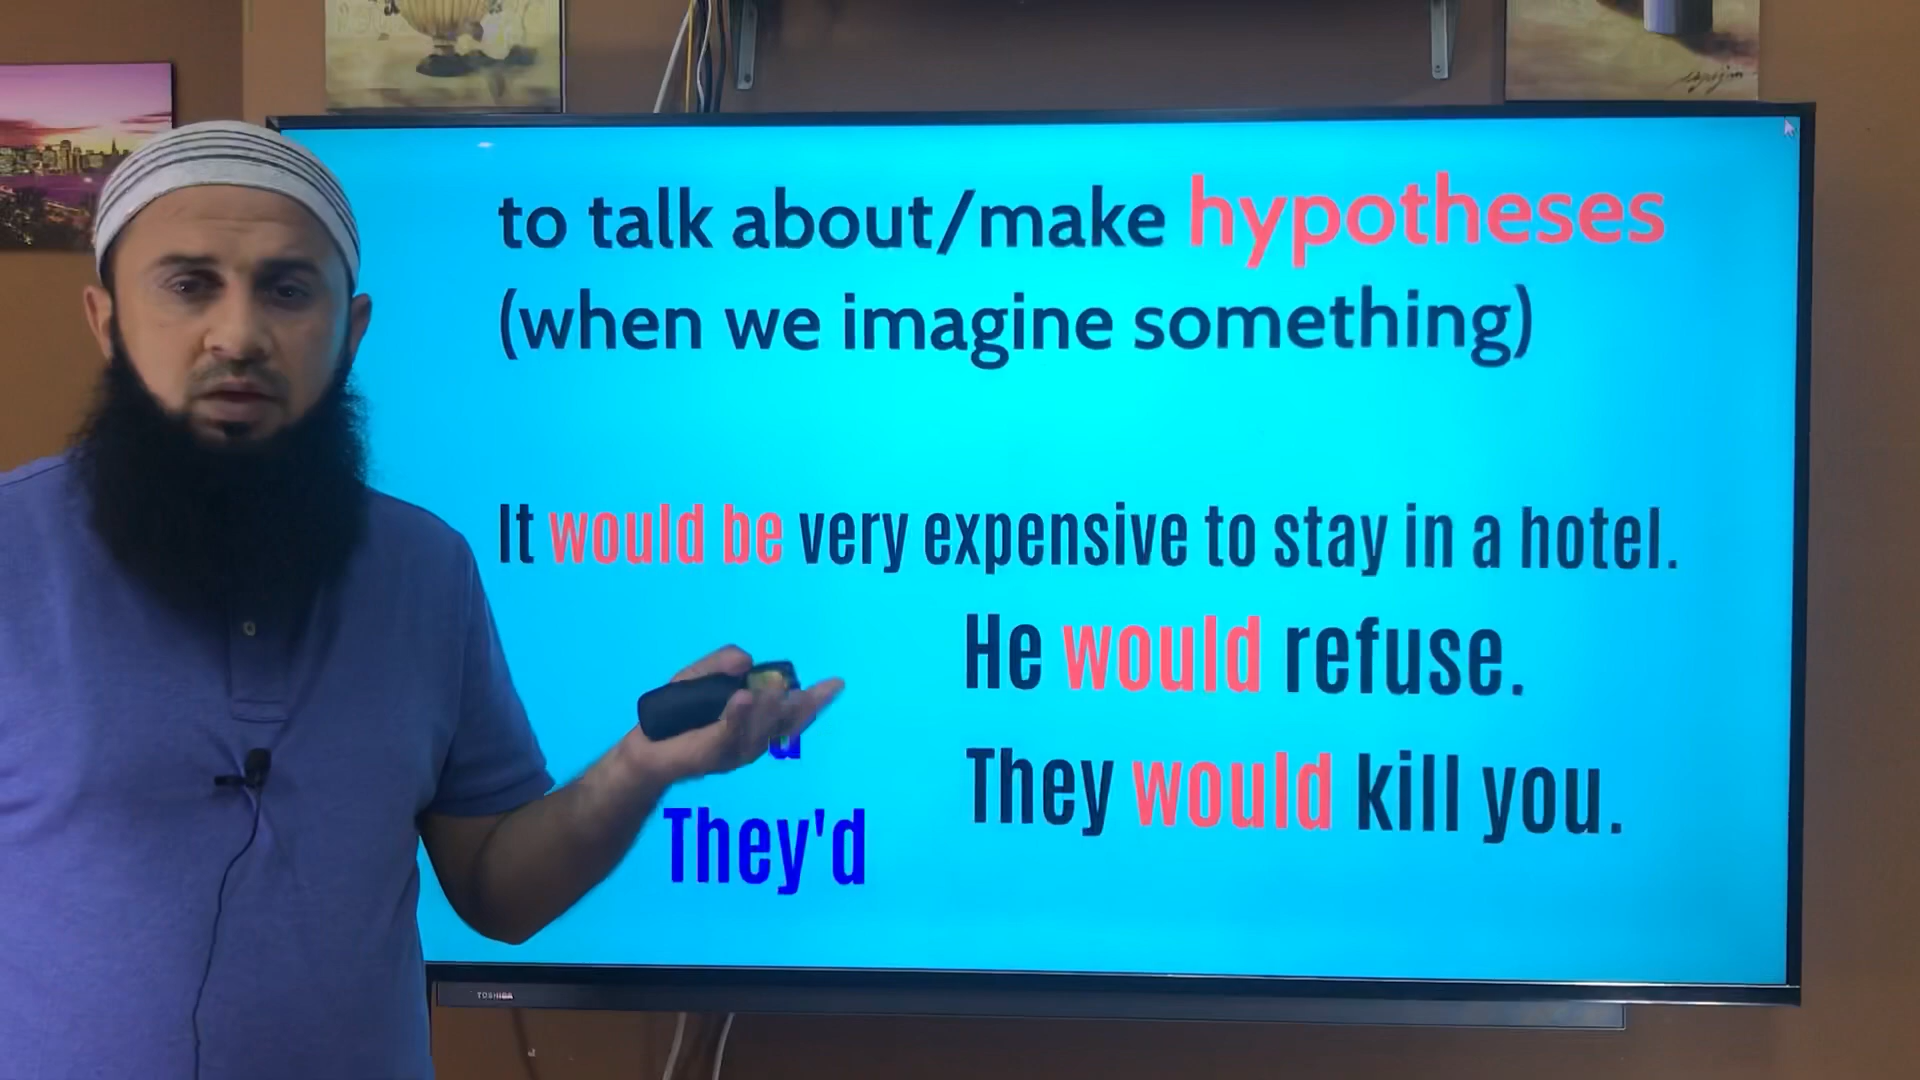 to talk about/make hypotheses
(when we imagine something)
It would be very expensive to stay in a hotel.
He would refuse.
They would kill you.
They'd
TOSHIBA